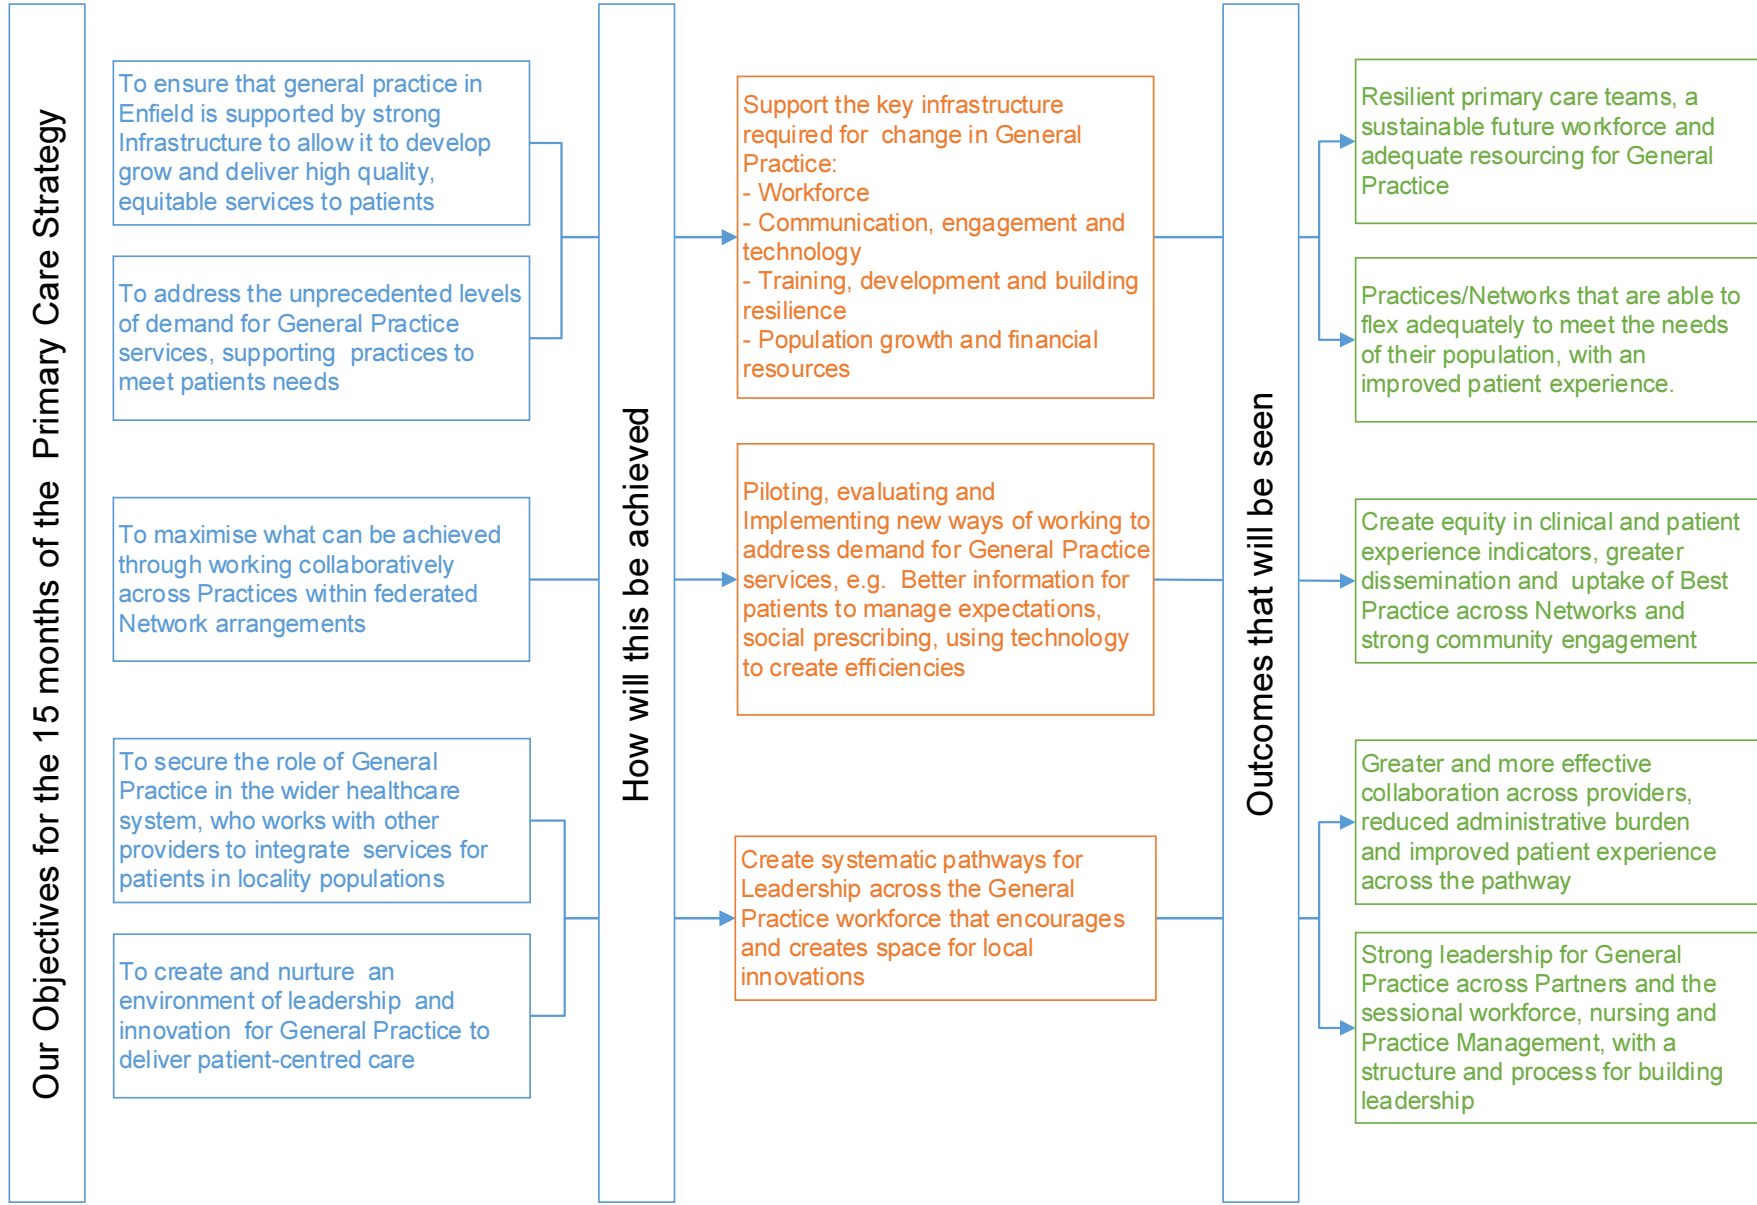 Our Objectives for the 15 months of the Primary Care Strategy
To ensure that general practice in
Enfield is supported by strong
Infrastructure to allow it to develop
grow and deliver high quality,
equitable services to patients
To address the unprecedented levels
of demand for General Practice
services, supporting practices to
meet patients needs
To maximise what can be achieved
through working collaboratively
across Practices within federated
Network arrangements
To secure the role of General
Practice in the wider healthcare
system, who works with other
providers to integrate services for
patients in locality populations
To create and nurture an
environment of leadership and
innovation for General Practice to
deliver patient-centred care
How will this be achieved
Support the key infrastructure
required for change in General
Practice:
- Workforce
- Communication, engagement and
technology
- Training, development and building
resilience
- Population growth and financial
resources
Piloting, evaluating and
Implementing new ways of working to
address demand for General Practice
services, e.g. Better information for
patients to manage expectations,
social prescribing, using technology
to create efficiencies
Create systematic pathways for
Leadership across the General
Practice workforce that encourages
and creates space for local
innovations
Outcomes that will be seen
Resilient primary care teams, a
sustainable future workforce and
adequate resourcing for General
Practice
Practices/Networks that are able to
flex adequately to meet the needs
of their population, with an
improved patient experience.
Create equity in clinical and patient
experience indicators, greater
dissemination and uptake of Best
Practice across Networks and
strong community engagement
Greater and more effective
collaboration across providers,
reduced administrative burden
and improved patient experience
across the pathway
Strong leadership for General
Practice across Partners and the
sessional workforce, nursing and
Practice Management, with a
structure and process for building
leadership